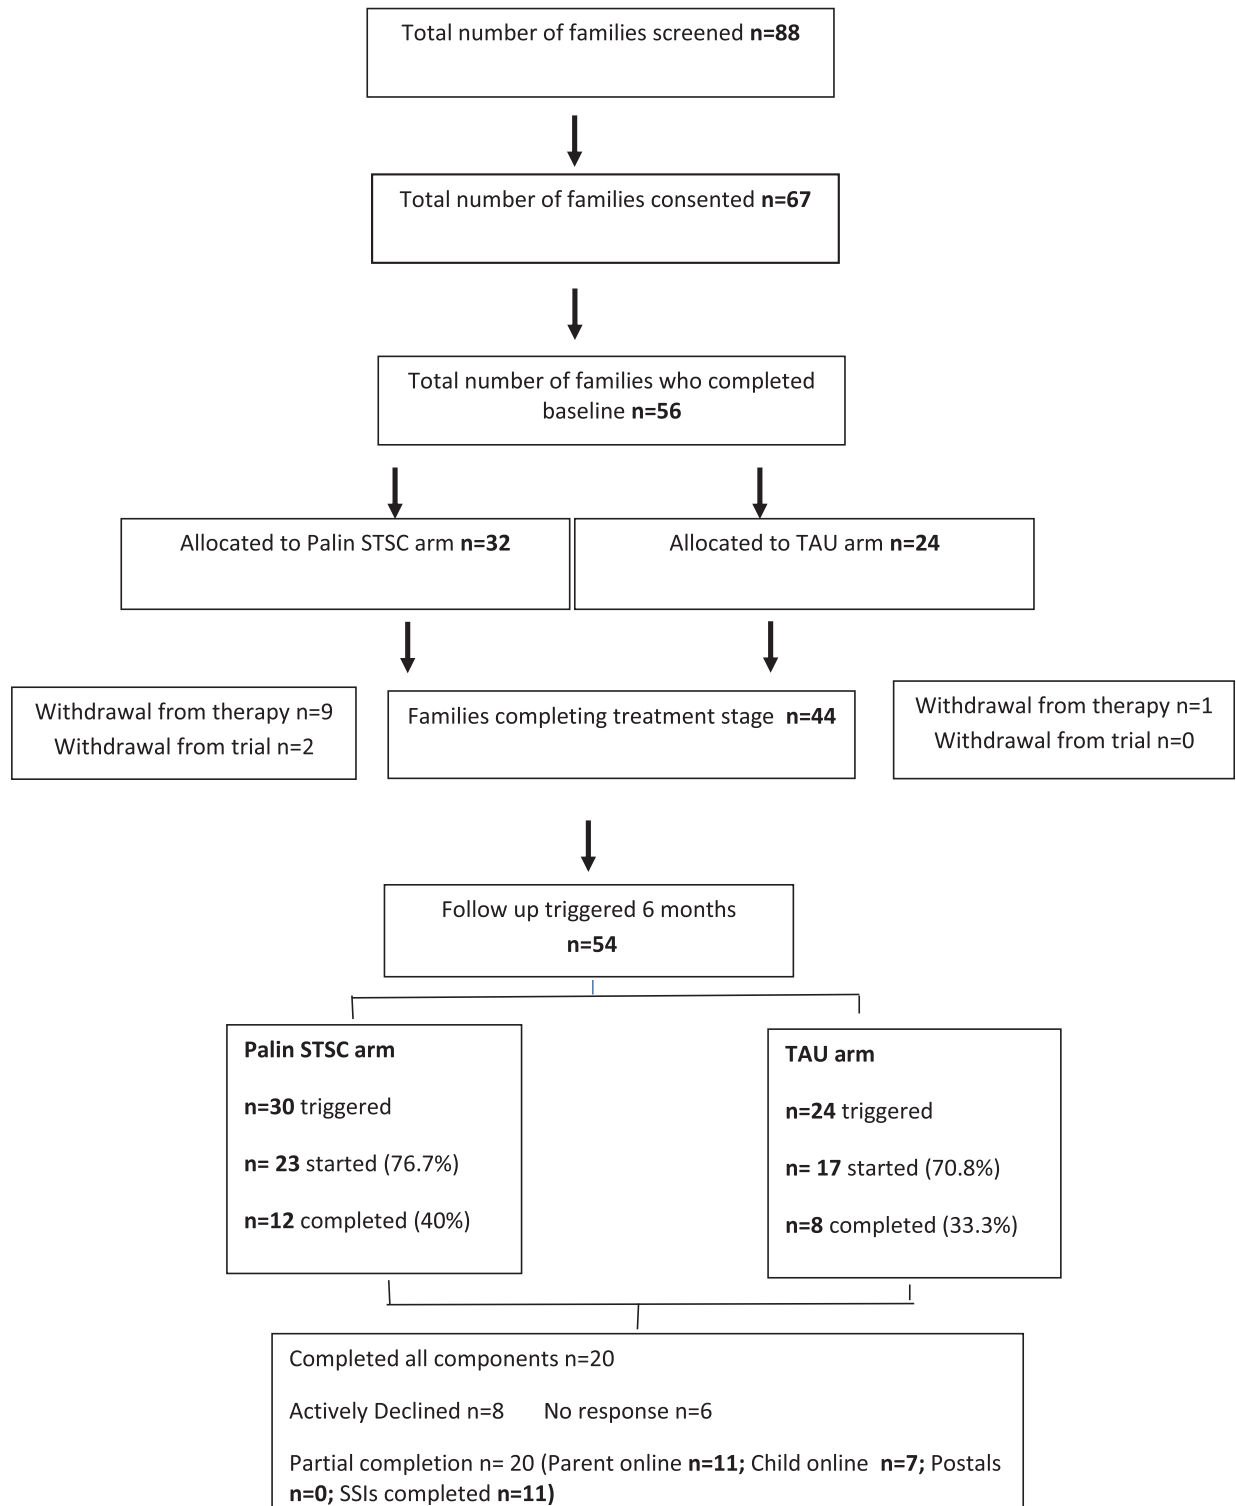 Total number of families screened n=88
Total number of families consented n=67
Total number of families who completed
baseline n=56
Allocated to Palin STSC arm n=32
Allocated to TAU arm n=24
Withdrawal from therapy n=9
Withdrawal from trial n=2
Families completing treatment stage n=44
Withdrawal from therapy n=1
Withdrawal from trial n=0
Follow up triggered 6 months
n=54
Palin STSC arm
n=30 triggered
n= 23 started (76.7%)
n=12 completed (40%)
TAU arm
n=24 triggered
n= 17 started (70.8%)
n=8 completed (33.3%)
Completed all components n=20
Actively Declined n=8 No response n=6
Partial completion n= 20 (Parent online n=11; Child online n=7; Postals
n=0; SSIs completed n=11)